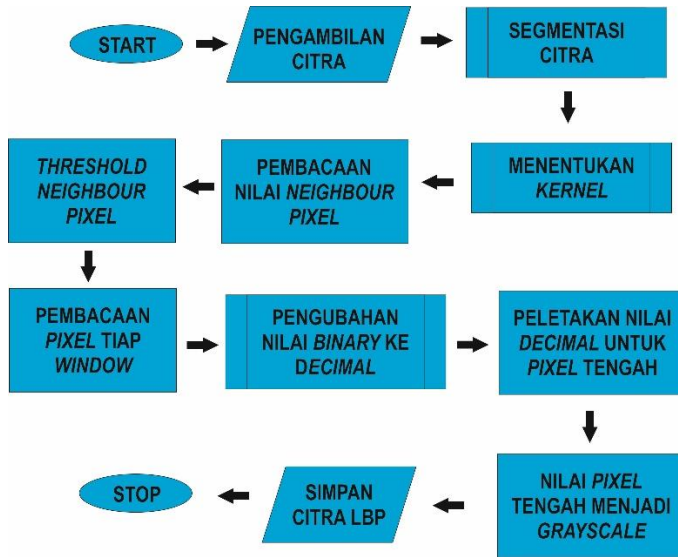 START
PENGAMBILAN
CITRA
SEGMENTASI
CITRA
MENENTUKAN
KERNEL
PEMBACAAN
NILAI NEIGHBOUR
PIXEL
THRESHOLD
NEIGHBOUR
PIXEL
PEMBACAAN
PIXEL TIAP
WINDOW
PENGUBAHAN
NILAI BINARY KE
DECIMAL
PELETAKAN NILAI
DECIMAL UNTUK
PIXEL TENGAH
NILAI PIXEL
TENGAH MENJADI
GRAYSCALE
SIMPAN
CITRA LBP
STOP